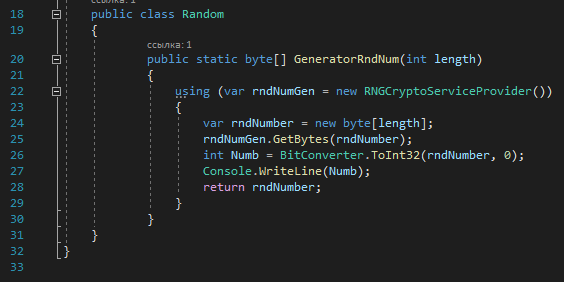 ссылка: 1
18 public class Random
19 {
ссылка: 1
20 public static byte[] GeneratorRndNum(int length)
21 {
22 using (var rndNumGen = new RNGCryptoServiceProvider())
23 {
24 var rndNumber = new byte[length];
25 rndNumGen.GetBytes(rndNumber);
26 int Numb = BitConverter.ToInt32(rndNumber, 0);
27 Console.WriteLine(Numb);
28 return rndNumber;
29 }
30 }
31 }
32 }
33